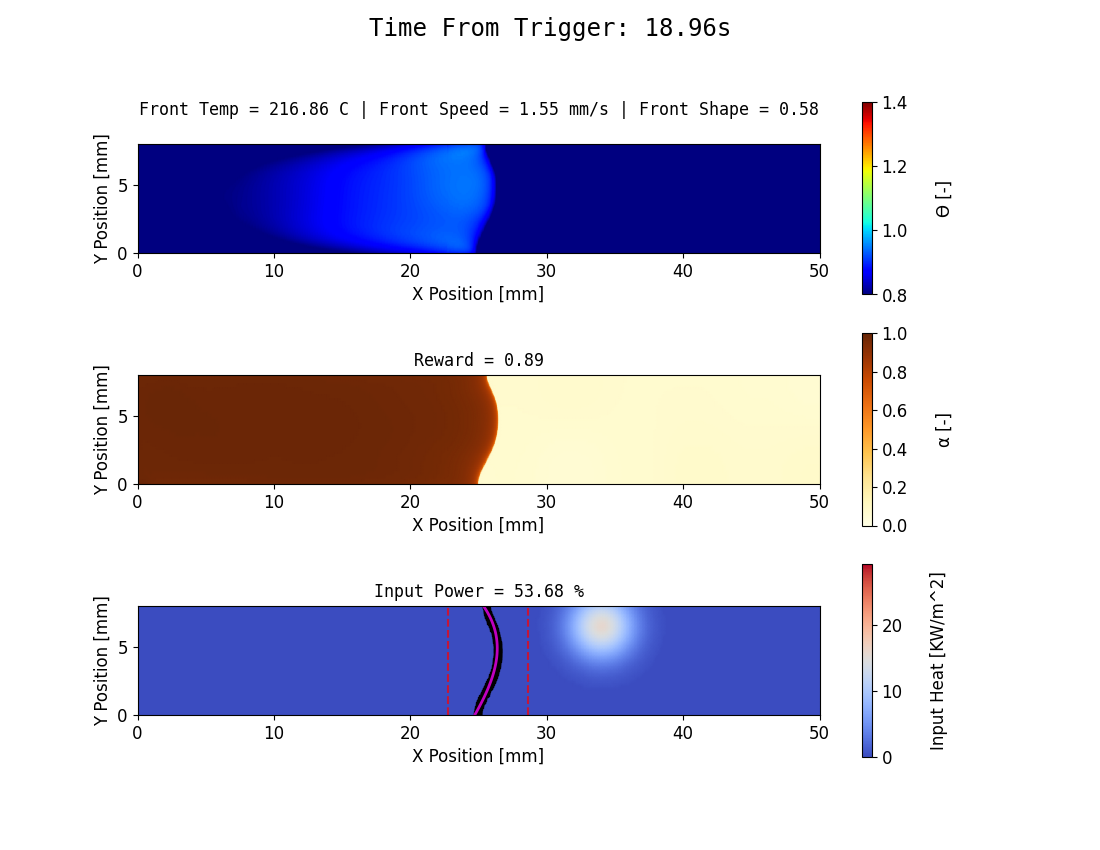 Time From Trigger: 18.96s
Front Temp = 216.86 C | Front Speed = 1.55 mm/s | Front Shape = 0.58
Y Position [mm]
5
0
0 10 20 30 40 50
X Position [mm]
1.4
1.2
1.0
0.8
Θ [-]
Reward = 0.89
Y Position [mm]
5
0
0 10 20 30 40 50
X Position [mm]
1.0
0.8
0.6
0.4
0.2
0.0
α [-]
Input Power = 53.68 %
Y Position [mm]
5
0
0 10 20 30 40 50
X Position [mm]
20
10
0
Input Heat [KW/m^2]